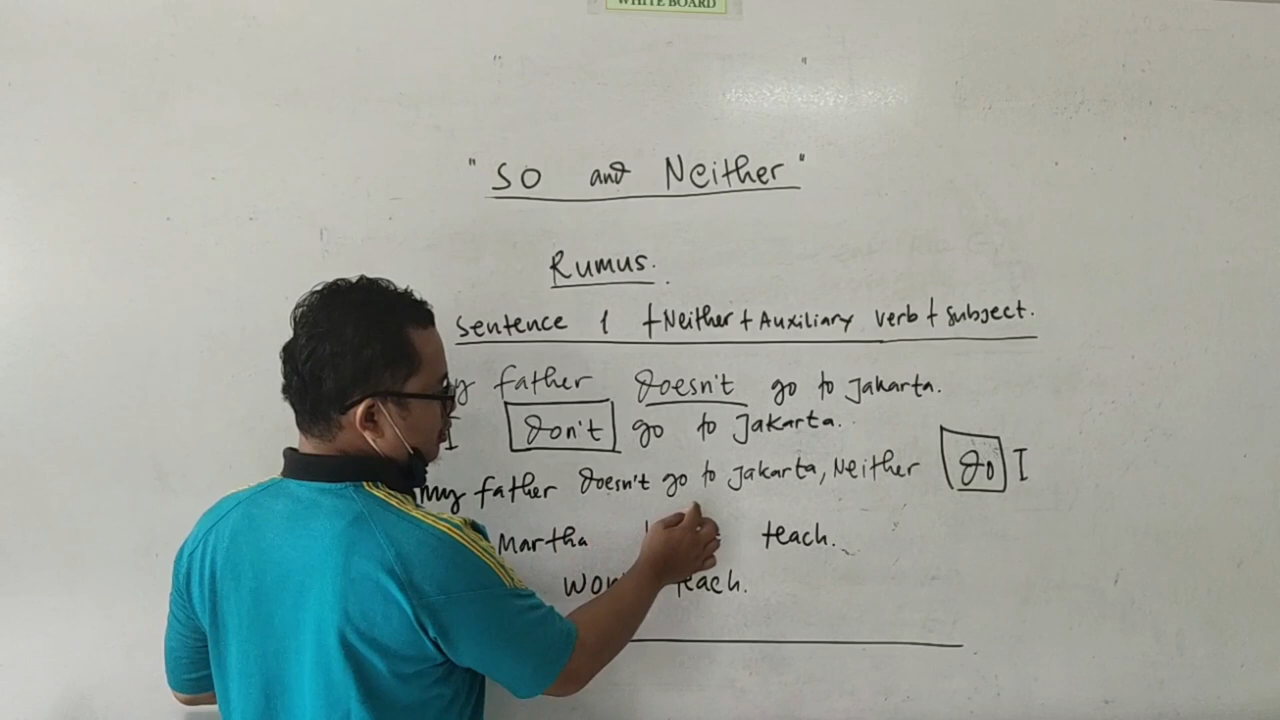 WHITE BOARD
"SO and Neither"
Rumus.
Sentence 1 + Neither + Auxiliary verb + subject.
father doesn't go to Jakarta.
I don't go to Jakarta.
My father doesn't go to Jakarta, Neither do I
Martha teach.
teach.